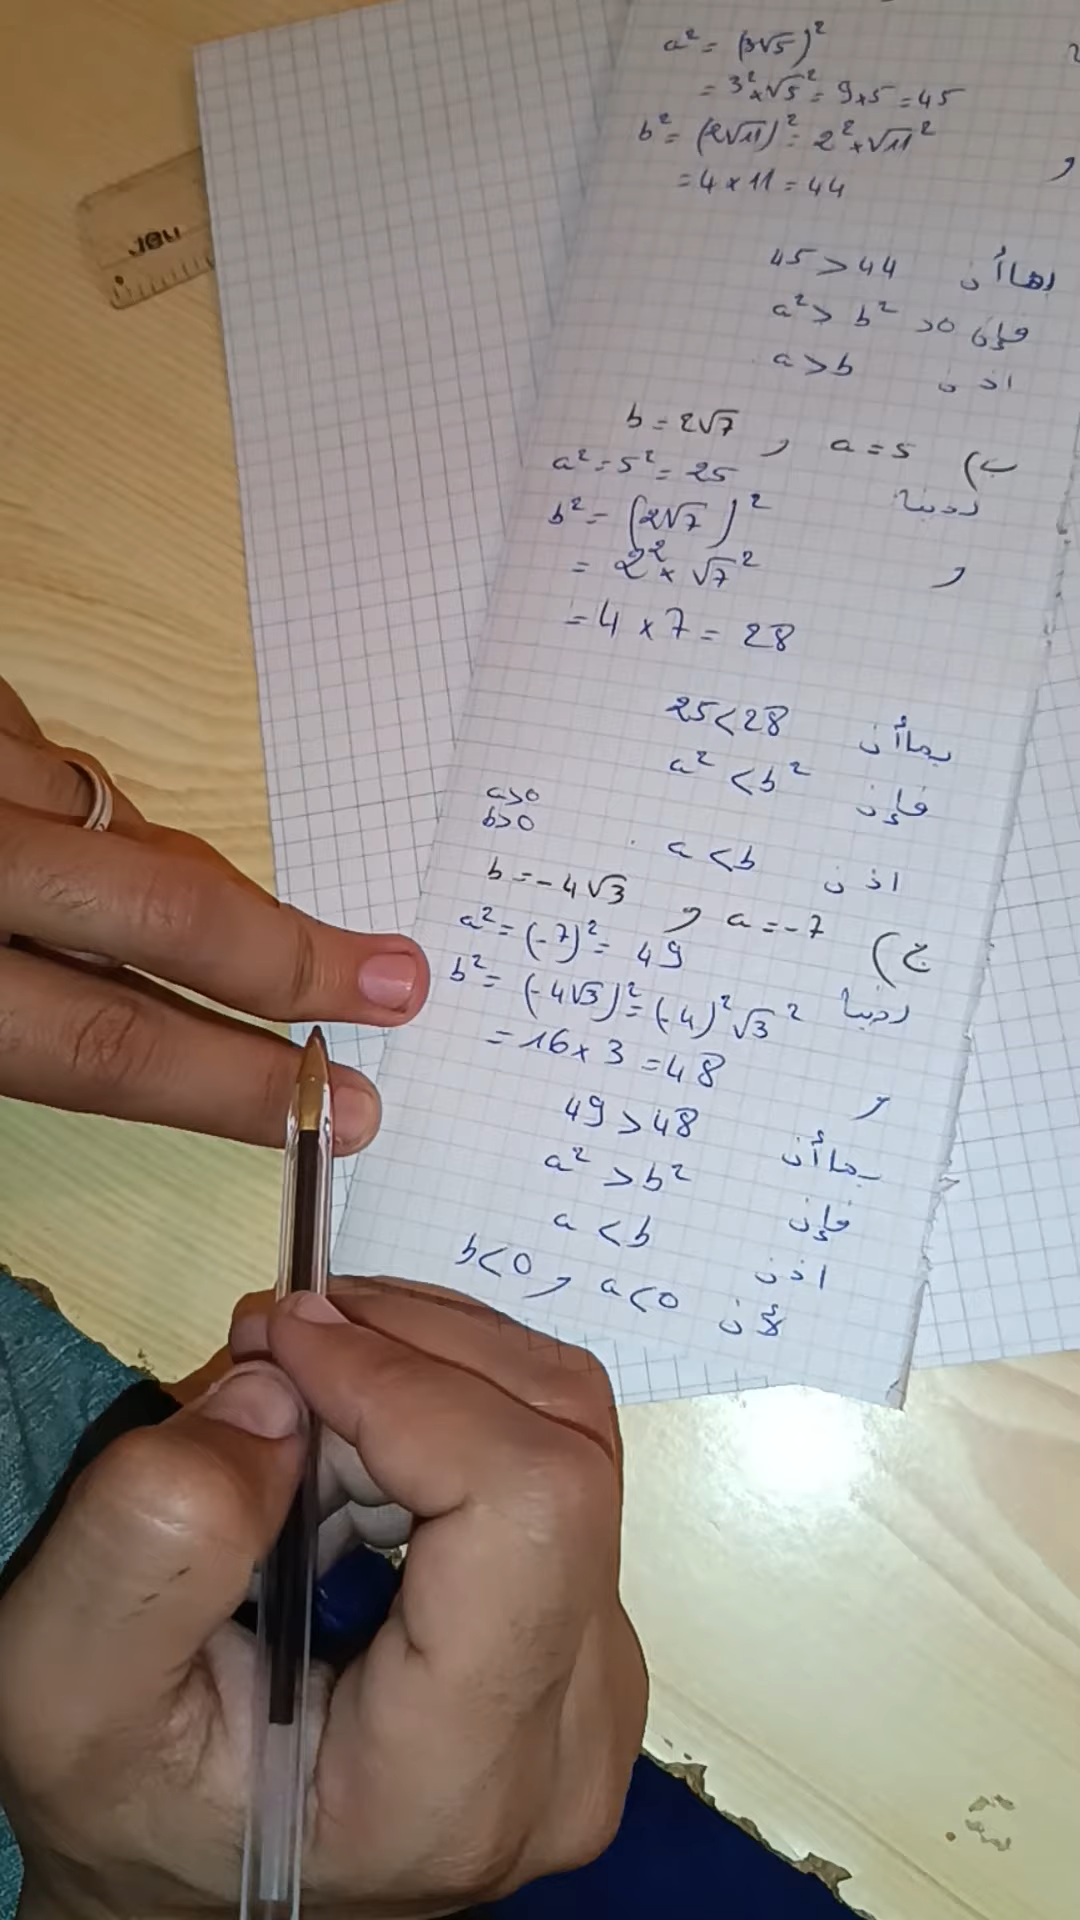 a² = (3√5)²
= 3² × √5² = 9 × 5 = 45
و b² = (2√11)² = 2² × √11²
= 4 × 11 = 44
بما أن 45 > 44
فإن a² > b² > 0
اذن a > b
ب) a = 5 و b = 2√7
لدينا a² = 5² = 25
و b² = (2√7)²
= 2² × √7²
= 4 × 7 = 28
بما أن 25 < 28
فإن a² < b²
a>0
b>0
اذن a < b
ج) a = -7 و b = -4√3
لدينا a² = (-7)² = 49
و b² = (-4√3)² = (-4)² √3²
= 16 × 3 = 48
بما أن 49 > 48
فإن a² > b²
اذن a < b
لأن a < 0 و b < 0